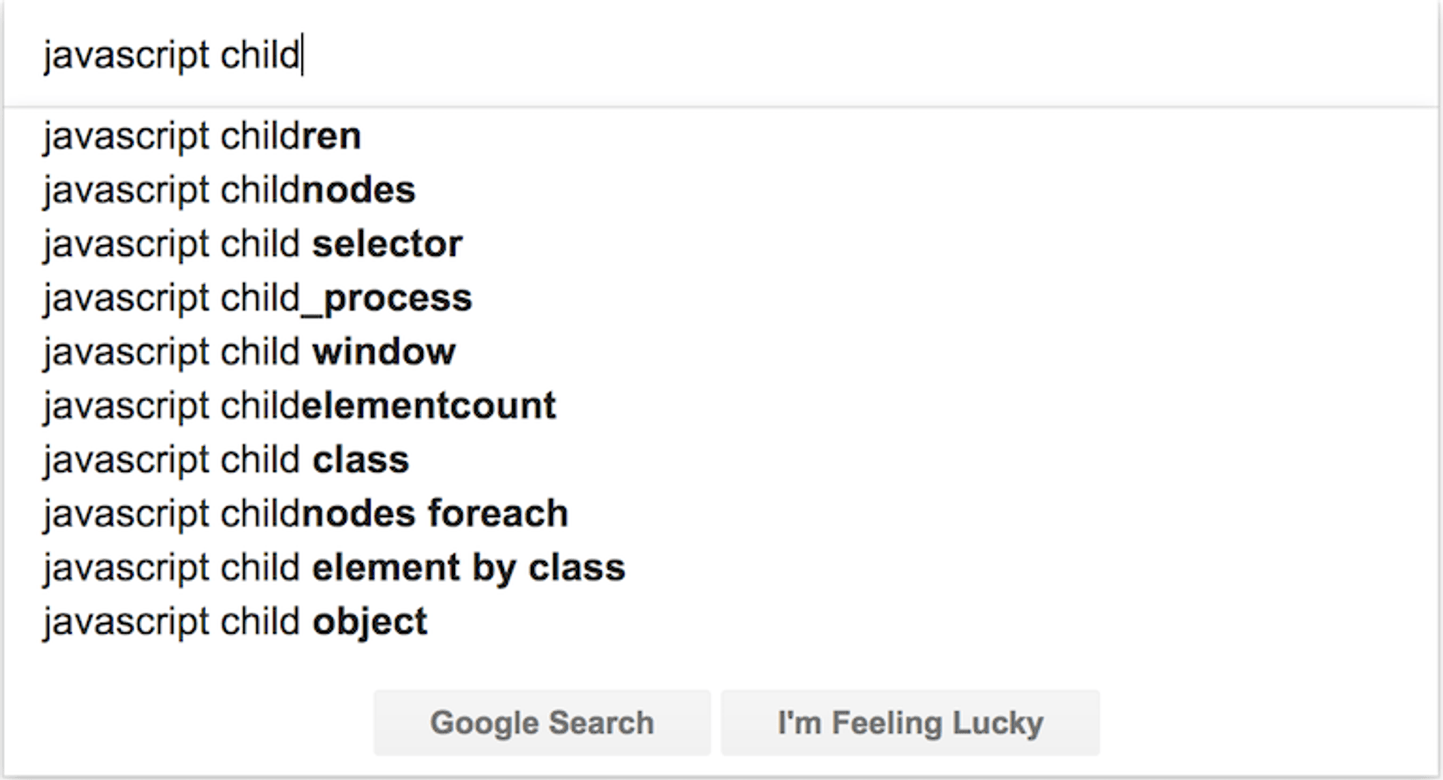 javascript child
javascript children
javascript childnodes
javascript child selector
javascript child_process
javascript child window
javascript childelementcount
javascript child class
javascript childnodes foreach
javascript child element by class
javascript child object
Google Search I'm Feeling Lucky